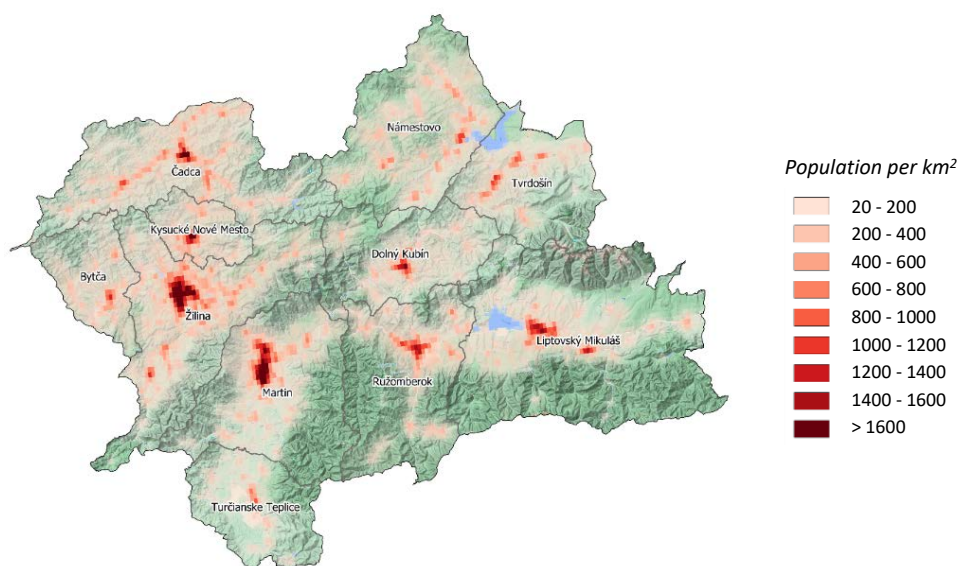 Námestovo
Čadca
Tvrdošín
Kysucké Nové Mesto
Dolný Kubín
Bytča
Žilina
Liptovský Mikuláš
Martin
Ružomberok
Turčianske Teplice
Population per km²
20 - 200
200 - 400
400 - 600
600 - 800
800 - 1000
1000 - 1200
1200 - 1400
1400 - 1600
> 1600